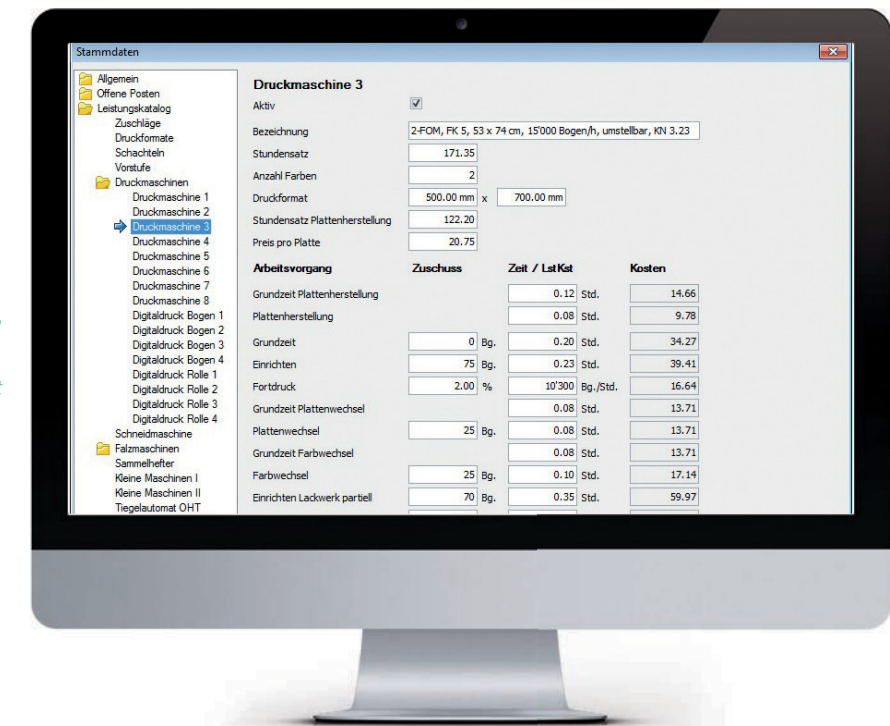 Stammdaten
Allgemein
Offene Posten
Leistungskatalog
Zuschläge
Druckformate
Schachteln
Vorstufe
Druckmaschinen
Druckmaschine 1
Druckmaschine 2
Druckmaschine 3
Druckmaschine 4
Druckmaschine 5
Druckmaschine 6
Druckmaschine 7
Druckmaschine 8
Digitaldruck Bogen 1
Digitaldruck Bogen 2
Digitaldruck Bogen 3
Digitaldruck Bogen 4
Digitaldruck Rolle 1
Digitaldruck Rolle 2
Digitaldruck Rolle 3
Digitaldruck Rolle 4
Schneidmaschine
Falzmaschinen
Sammelhefter
Kleine Maschinen I
Kleine Maschinen II
Tiegelautomat OHT
Druckmaschine 3
Aktiv
Bezeichnung 2-FOM, FK 5, 53 x 74 cm, 15'000 Bogen/h, umstellbar, KN 3.23
Stundensatz 171.35
Anzahl Farben 2
Druckformat 500.00 mm x 700.00 mm
Stundensatz Plattenherstellung 122.20
Preis pro Platte 20.75
Arbeitsvorgang Zuschuss Zeit / LstKst Kosten
Grundzeit Plattenherstellung 0.12 Std. 14.66
Plattenherstellung 0.08 Std. 9.78
Grundzeit 0 Bg. 0.20 Std. 34.27
Einrichten 75 Bg. 0.23 Std. 39.41
Fortdruck 2.00 % 10'300 Bg./Std. 16.64
Grundzeit Plattenwechsel 0.08 Std. 13.71
Plattenwechsel 25 Bg. 0.08 Std. 13.71
Grundzeit Farbwechsel 0.08 Std. 13.71
Farbwechsel 25 Bg. 0.10 Std. 17.14
Einrichten Lackwerk partiell 70 Bg. 0.35 Std. 59.97